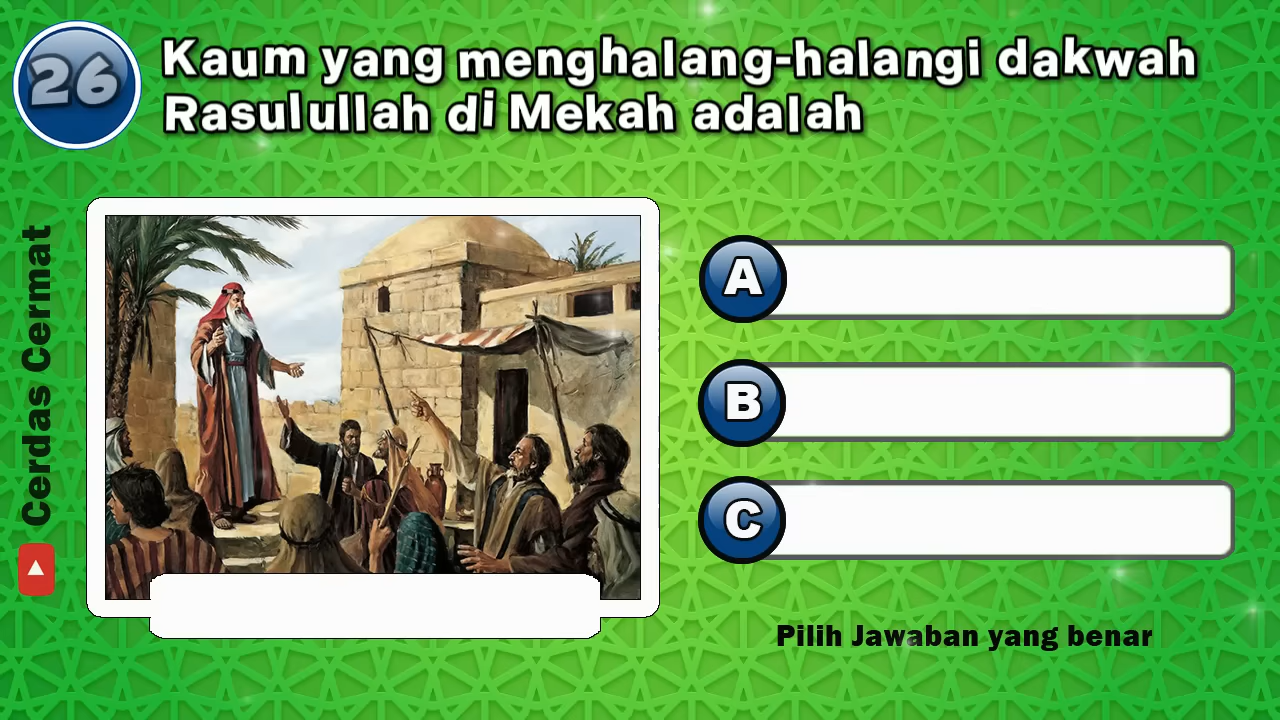 26
Kaum yang menghalang-halangi dakwah
Rasulullah di Mekah adalah
Cerdas Cermat
A
B
C
Pilih Jawaban yang benar